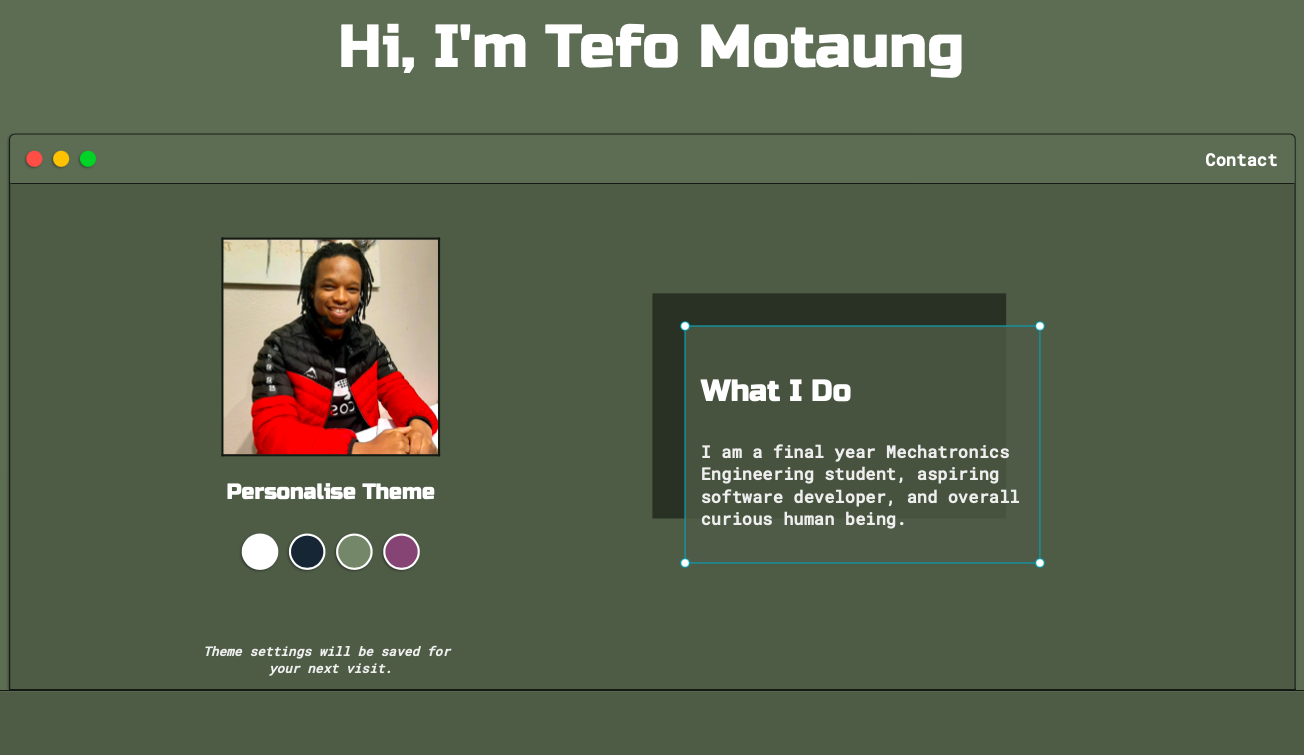 Hi, I'm Tefo Motaung
Contact
Personalise Theme
Theme settings will be saved for
your next visit.
What I Do
I am a final year Mechatronics
Engineering student, aspiring
software developer, and overall
curious human being.